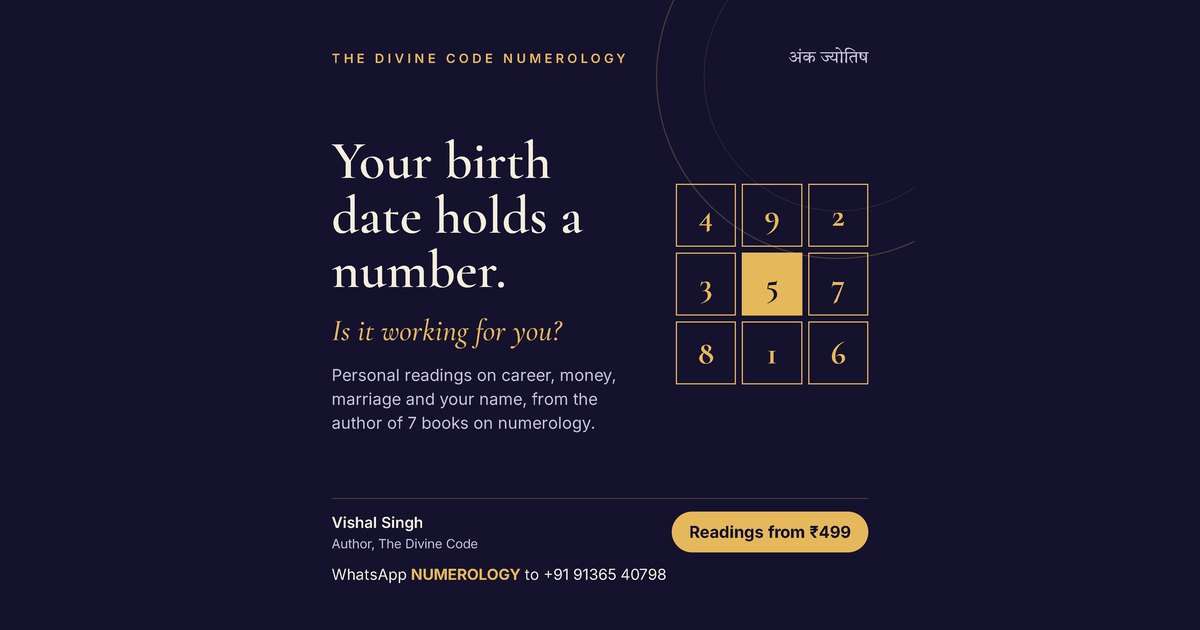 THE DIVINE CODE NUMEROLOGY
अंक ज्योतिष
Your birth
date holds a
number.
Is it working for you?
Personal readings on career, money,
marriage and your name, from the
author of 7 books on numerology.
4 9 2
3 5 7
8 1 6
Vishal Singh
Author, The Divine Code
Readings from ₹499
WhatsApp NUMEROLOGY to +91 91365 40798